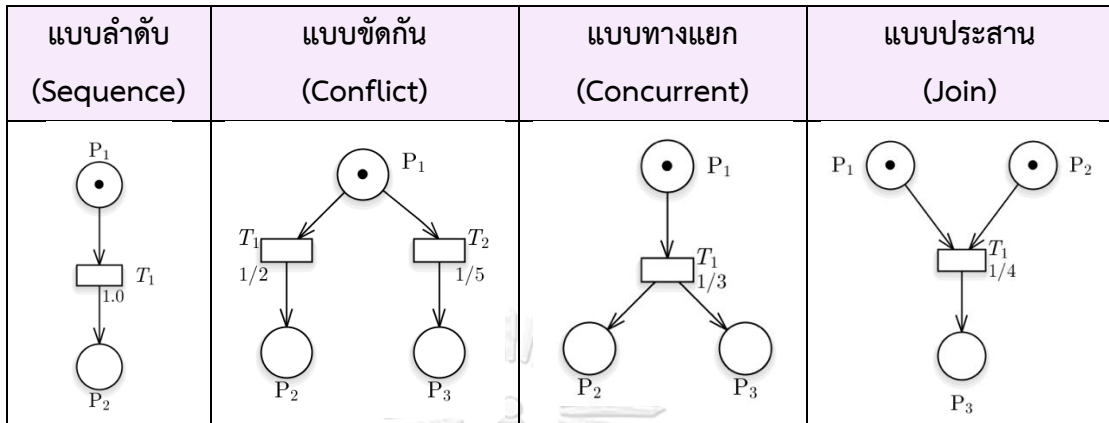 แบบลำดับ
(Sequence)
แบบขัดกัน
(Conflict)
แบบทางแยก
(Concurrent)
แบบประสาน
(Join)
P₁
T₁
1.0
P₂
P₁
T₁
1/2
T₂
1/5
P₂
P₃
P₁
T₁
1/3
P₂
P₃
P₁
P₂
T₁
1/4
P₃